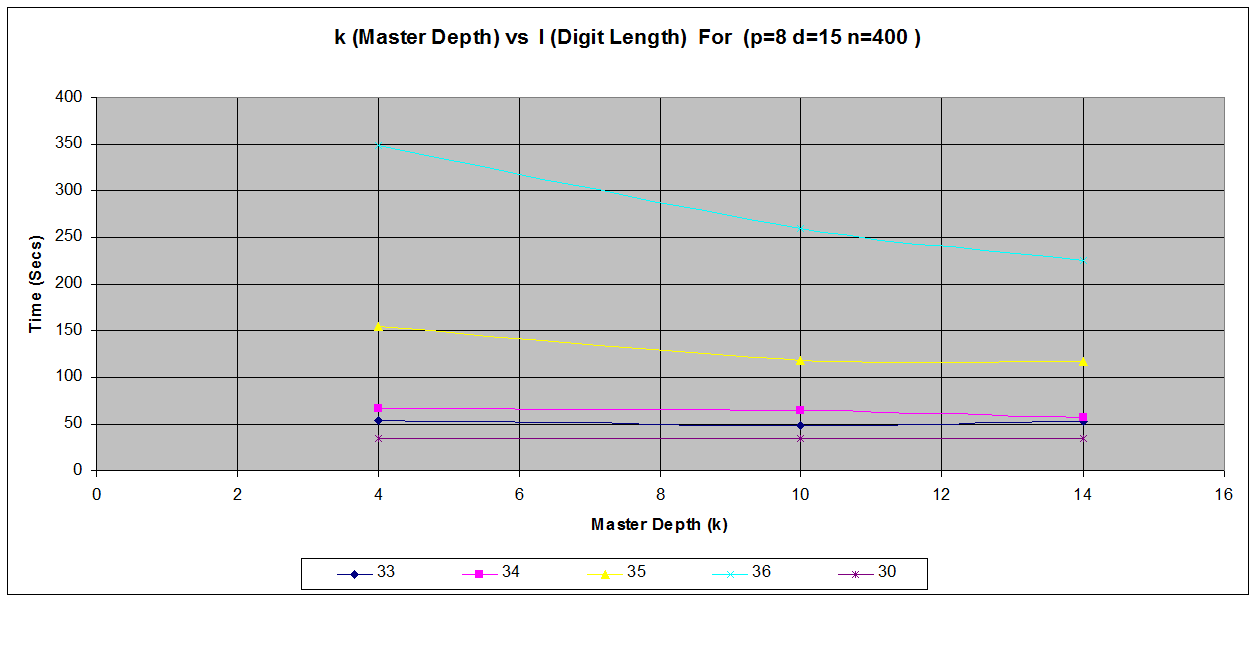 k (Master Depth) vs l (Digit Length) For (p=8 d=15 n=400 )
400
350
300
250
200
150
100
50
0
Time (Secs)
0 2 4 6 8 10 12 14 16
Master Depth (k)
33 34 35 36 30